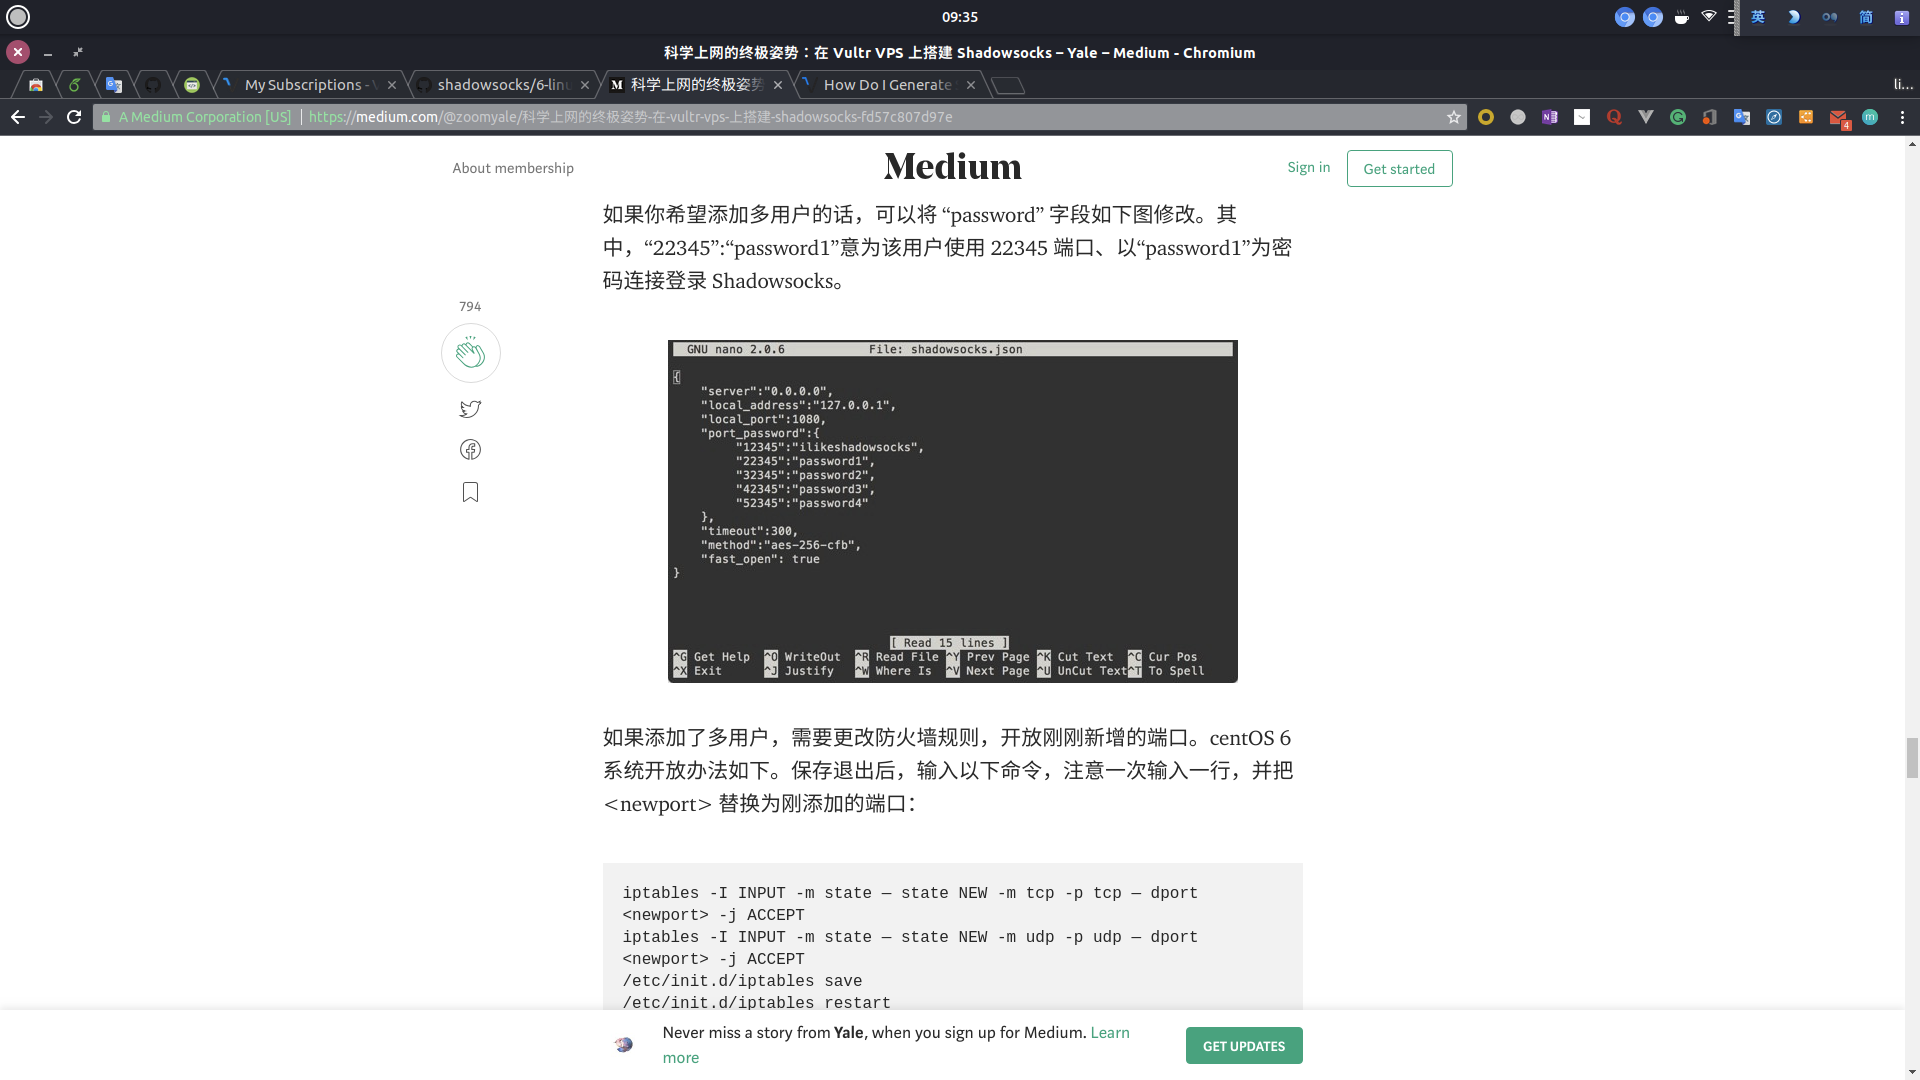 09:35
英
简
科学上网的终极姿势：在 Vultr VPS 上搭建 Shadowsocks – Yale – Medium - Chromium
My Subscriptions -
shadowsocks/6-linu
科学上网的终极姿势
How Do I Generate
li...
A Medium Corporation [US] https://medium.com/@zoomyale/科学上网的终极姿势-在-vultr-vps-上搭建-shadowsocks-fd57c807d97e
4
About membership
Medium
Sign in
Get started
如果你希望添加多用户的话，可以将 “password” 字段如下图修改。其
中，“22345”:“password1”意为该用户使用 22345 端口、以“password1”为密
码连接登录 Shadowsocks。
794
GNU nano 2.0.6 File: shadowsocks.json
{
"server":"0.0.0.0",
"local_address":"127.0.0.1",
"local_port":1080,
"port_password":{
"12345":"ilikeshadowsocks",
"22345":"password1",
"32345":"password2",
"42345":"password3",
"52345":"password4"
},
"timeout":300,
"method":"aes-256-cfb",
"fast_open": true
}
[ Read 15 lines ]
^G Get Help ^O WriteOut ^R Read File ^Y Prev Page ^K Cut Text ^C Cur Pos
^X Exit ^J Justify ^W Where Is ^V Next Page ^U UnCut Text ^T To Spell
如果添加了多用户，需要更改防火墙规则，开放刚刚新增的端口。centOS 6
系统开放办法如下。保存退出后，输入以下命令，注意一次输入一行，并把
<newport> 替换为刚添加的端口：
iptables -I INPUT -m state — state NEW -m tcp -p tcp — dport
<newport> -j ACCEPT
iptables -I INPUT -m state — state NEW -m udp -p udp — dport
<newport> -j ACCEPT
/etc/init.d/iptables save
/etc/init.d/iptables restart
Never miss a story from Yale, when you sign up for Medium. Learn
more
GET UPDATES